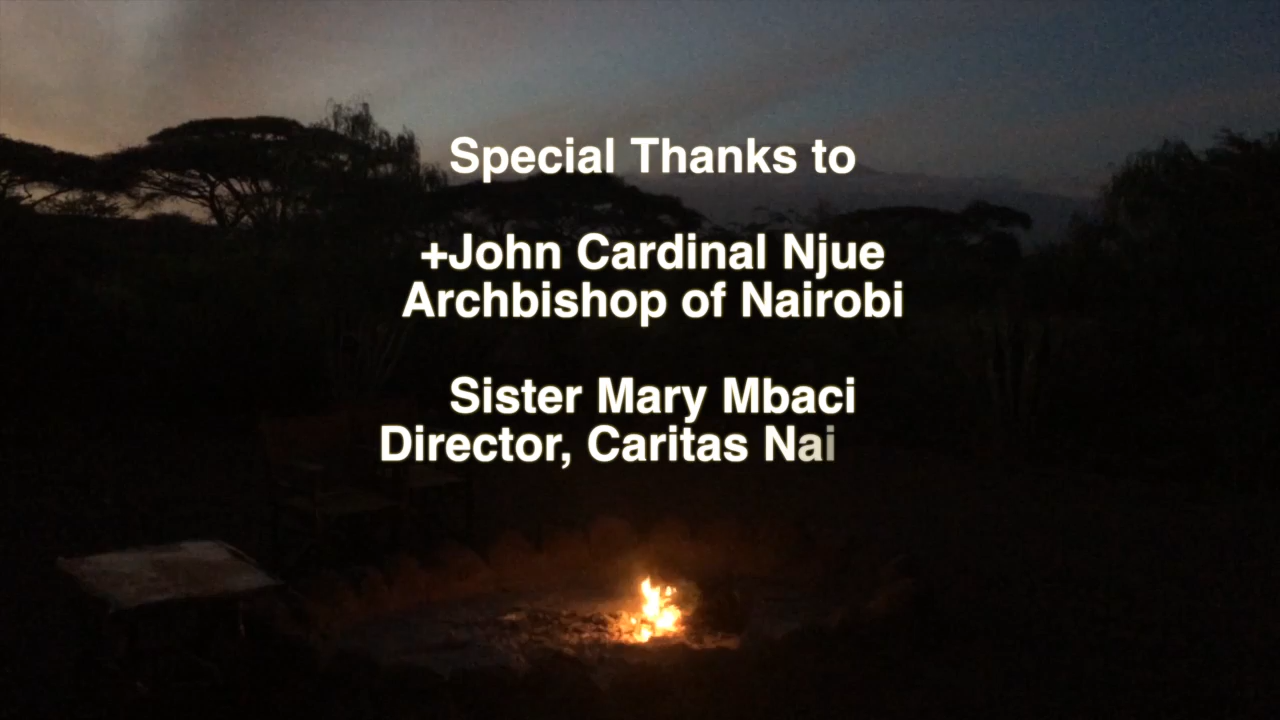 Special Thanks to
+John Cardinal Njue
Archbishop of Nairobi
Sister Mary Mbaci
Director, Caritas Nai